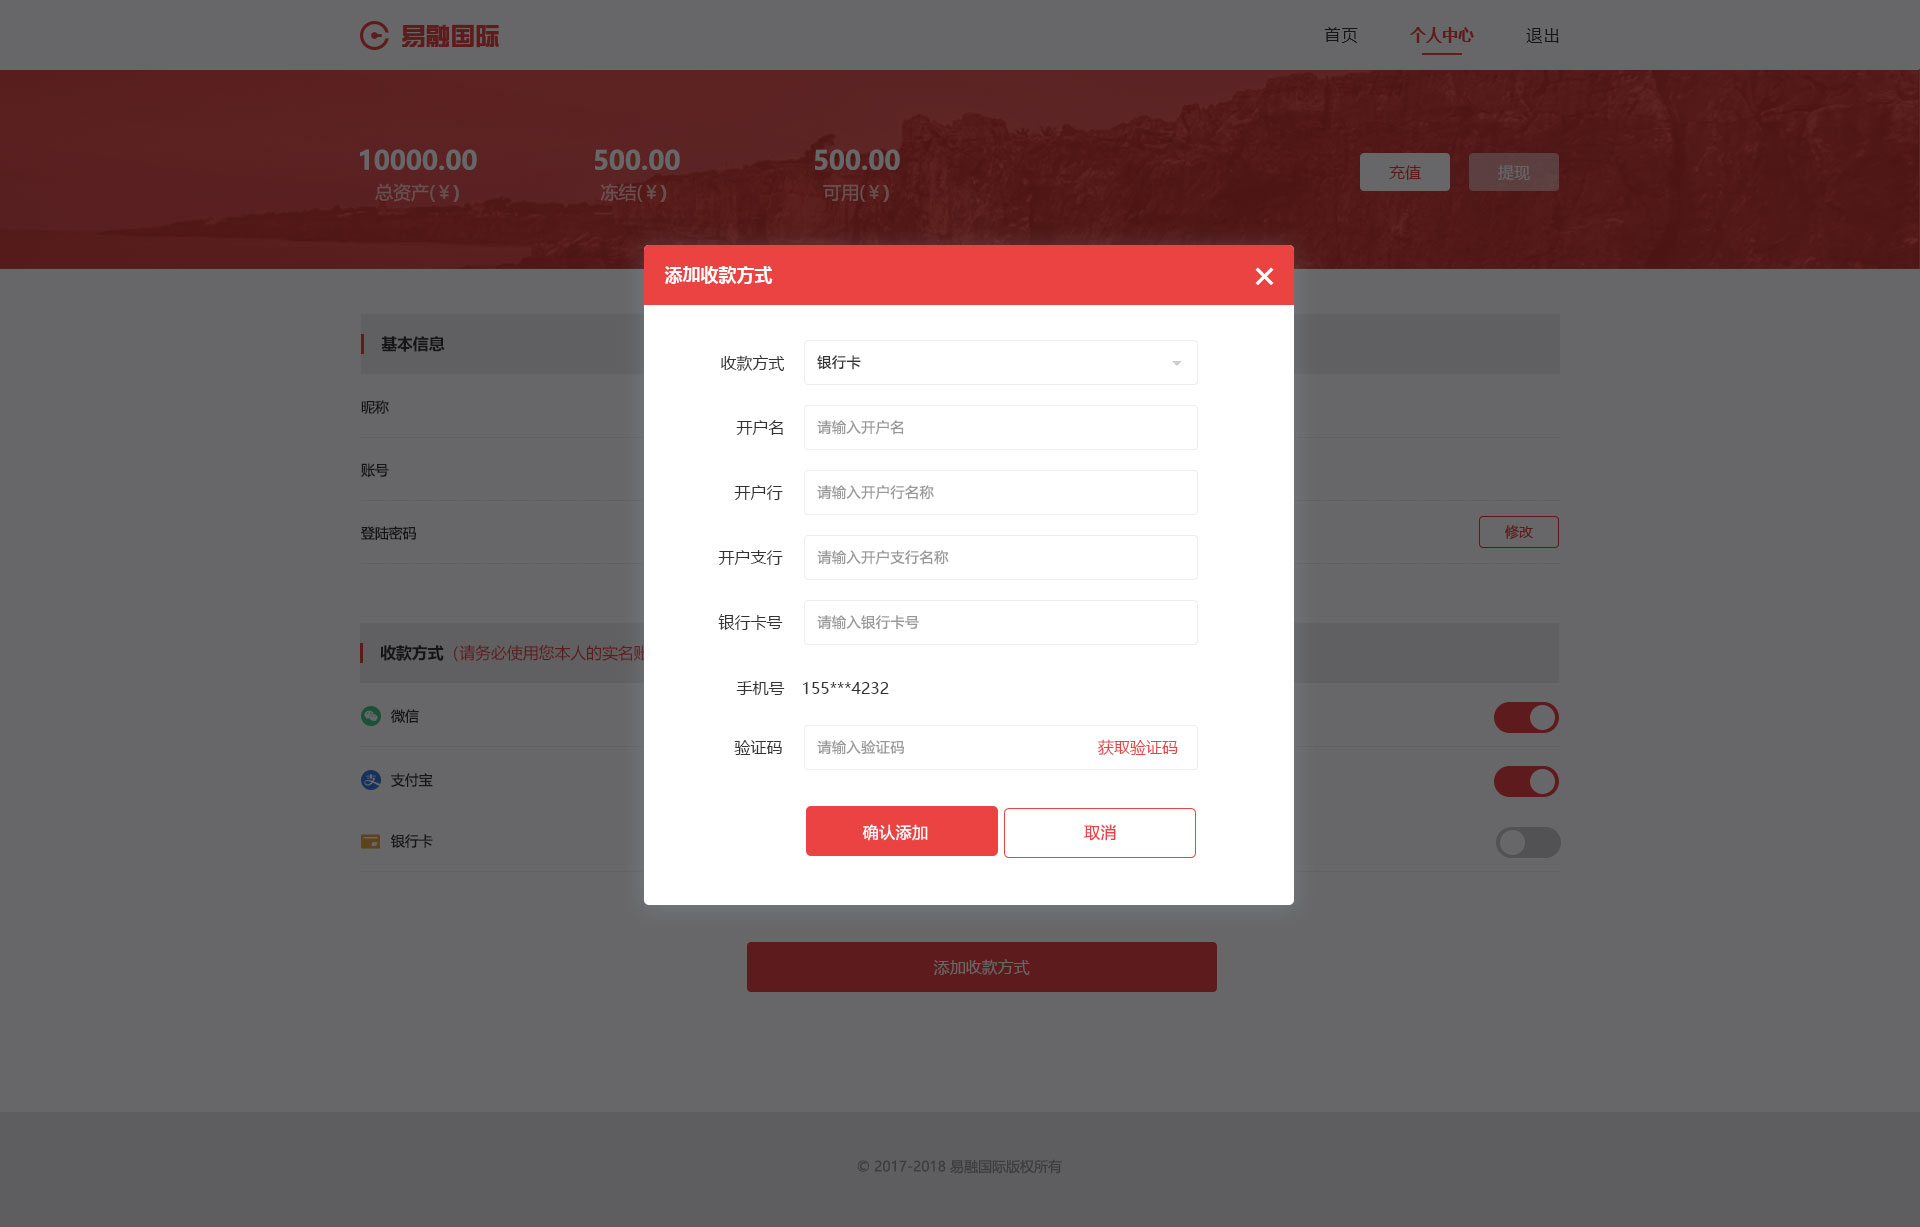 易融国际
首页 个人中心 退出
10000.00 500.00 500.00
总资产(¥) 冻结(¥) 可用(¥)
充值 提现
添加收款方式
基本信息
昵称
账号
登陆密码
修改
收款方式 (请务必使用您本人的实名账
微信
支付宝
银行卡
收款方式 银行卡
开户名 请输入开户名
开户行 请输入开户行名称
开户支行 请输入开户支行名称
银行卡号 请输入银行卡号
手机号 155***4232
验证码 请输入验证码 获取验证码
确认添加 取消
添加收款方式
© 2017-2018 易融国际版权所有